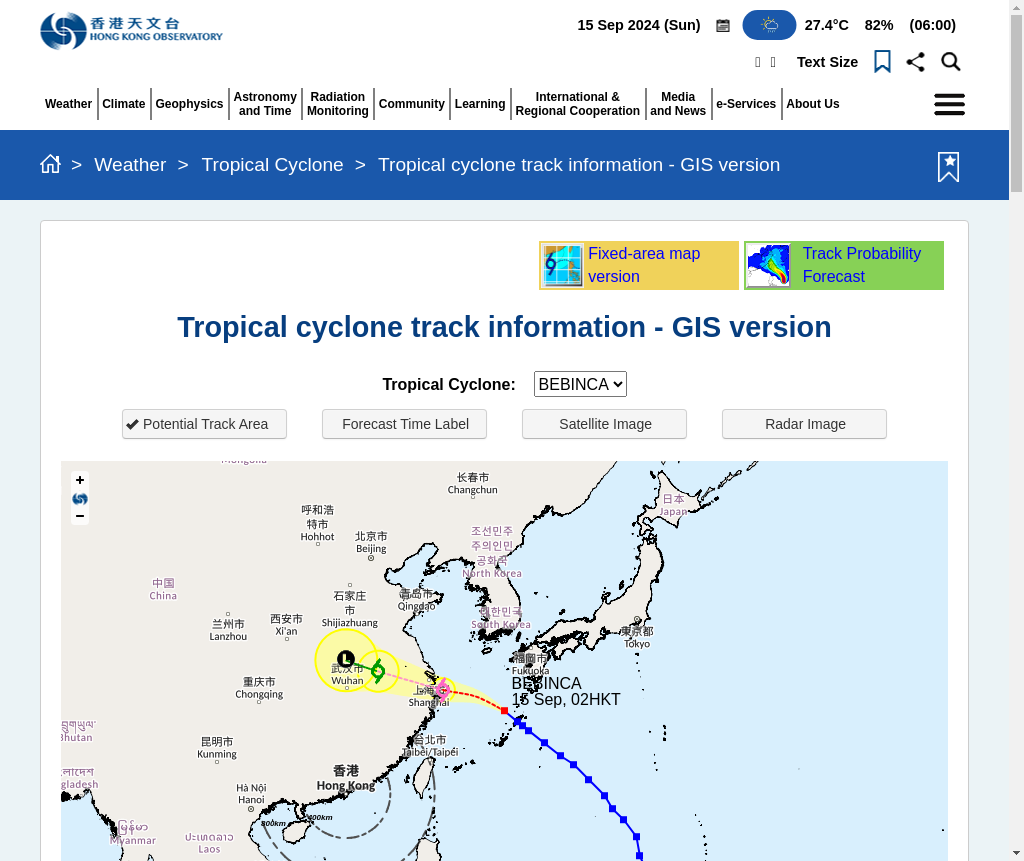 香港天文台
HONG KONG OBSERVATORY
15 Sep 2024 (Sun) 27.4°C 82% (06:00)
Text Size
Weather Climate Geophysics Astronomy and Time Radiation Monitoring Community Learning International & Regional Cooperation Media and News e-Services About Us
> Weather > Tropical Cyclone > Tropical cyclone track information - GIS version
Fixed-area map version
Track Probability Forecast
Tropical cyclone track information - GIS version
Tropical Cyclone: BEBINCA
Potential Track Area Forecast Time Label Satellite Image Radar Image
Mongolia
+
−
长春市
Changchun
日本
Japan
呼和浩
特市
Hohhot
北京市
Beijing
조선민주
주의인민
공화국
North Korea
中国
China
石家庄
市
Shijiazhuang
青岛市
Qingdao
대한민국
South Korea
兰州市
Lanzhou
西安市
Xi'an
東京都
Tokyo
福岡市
Fukuoka
L
武汉市
Wuhan
重庆市
Chongqing
上海市
Shanghai
BEBINCA
15 Sep, 02HKT
Bhutan
昆明市
Kunming
台北市
Taibei/Taipei
香港
Hong Kong
Hà Nội
Hanoi
800km
400km
မြန်မာ
Myanmar
ປະເທດລາວ
Laos